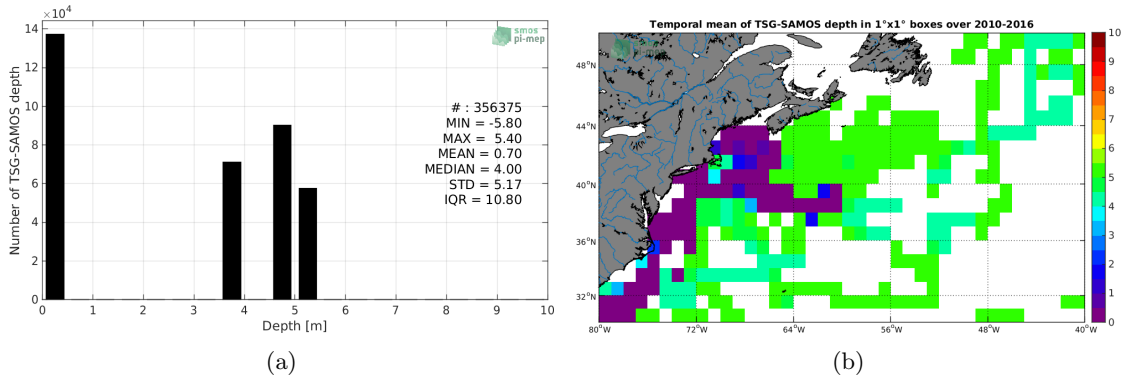 ×10⁴
14
12
10
8
6
4
2
0
Number of TSG-SAMOS depth
smos
pi-mep
# : 356375
MIN = -5.80
MAX = 5.40
MEAN = 0.70
MEDIAN = 4.00
STD = 5.17
IQR = 10.80
0 1 2 3 4 5 6 7 8 9 10
Depth [m]
(a)
Temporal mean of TSG-SAMOS depth in 1°x1° boxes over 2010-2016
smos
pi-mep
48°N
44°N
40°N
36°N
32°N
80°W 72°W 64°W 56°W 48°W 40°W
10
9
8
7
6
5
4
3
2
1
0
(b)